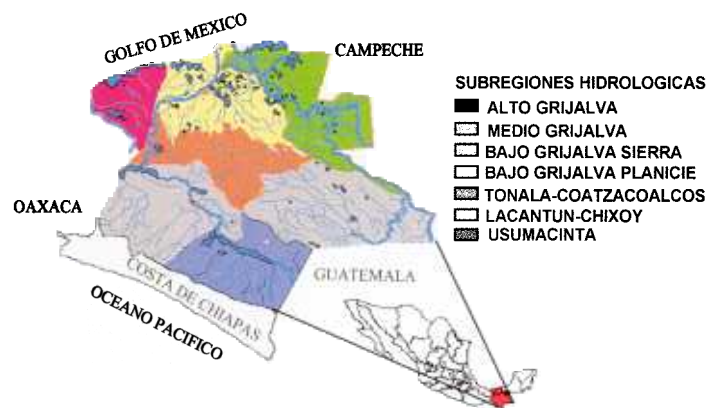 GOLFO DE MEXICO
CAMPECHE
SUBREGIONES HIDROLOGICAS
ALTO GRIJALVA
MEDIO GRIJALVA
BAJO GRIJALVA SIERRA
BAJO GRIJALVA PLANICIE
TONALA-COATZACOALCOS
LACANTUN-CHIXOY
USUMACINTA
OAXACA
GUATEMALA
COSTA DE CHIAPAS
OCEANO PACIFICO